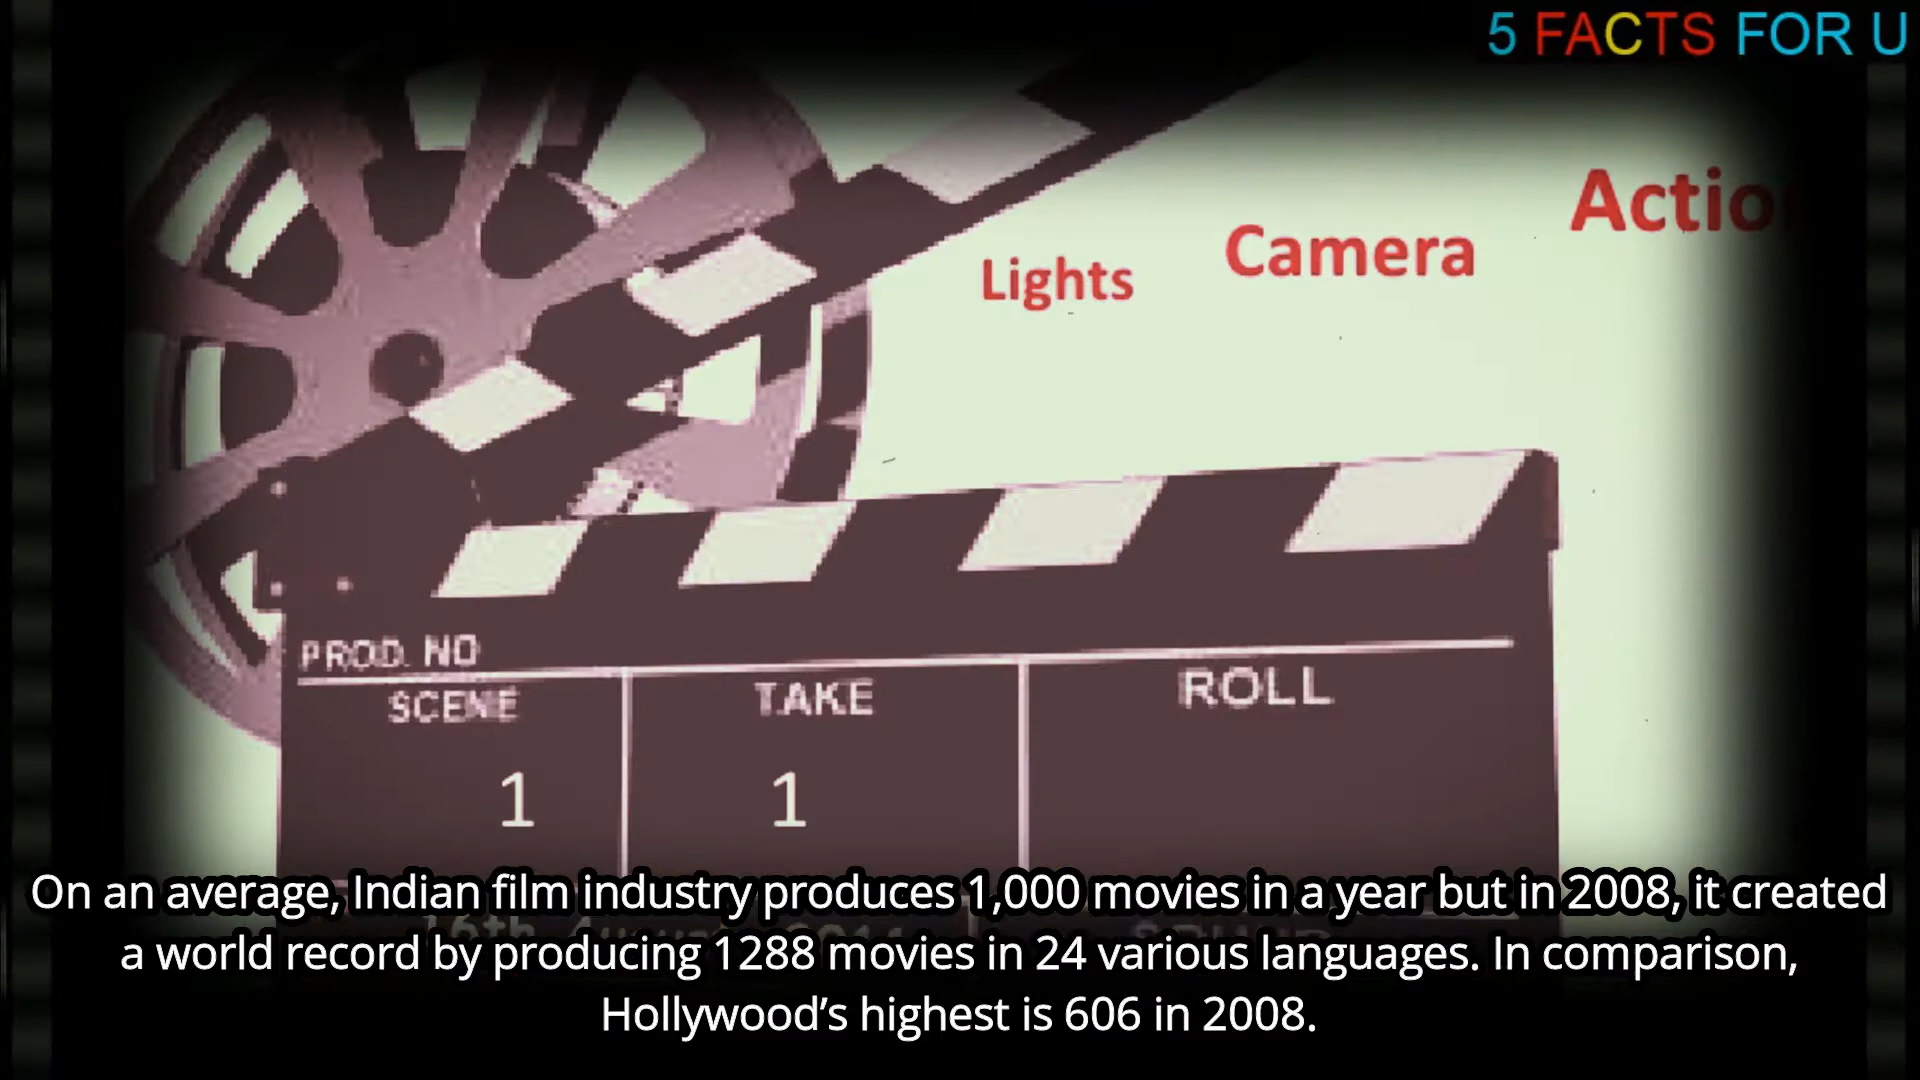 5 FACTS FOR U
Actio
Camera
Lights
PROD. NO
SCENE TAKE ROLL
1 1
On an average, Indian film industry produces 1,000 movies in a year but in 2008, it created
a world record by producing 1288 movies in 24 various languages. In comparison,
Hollywood’s highest is 606 in 2008.